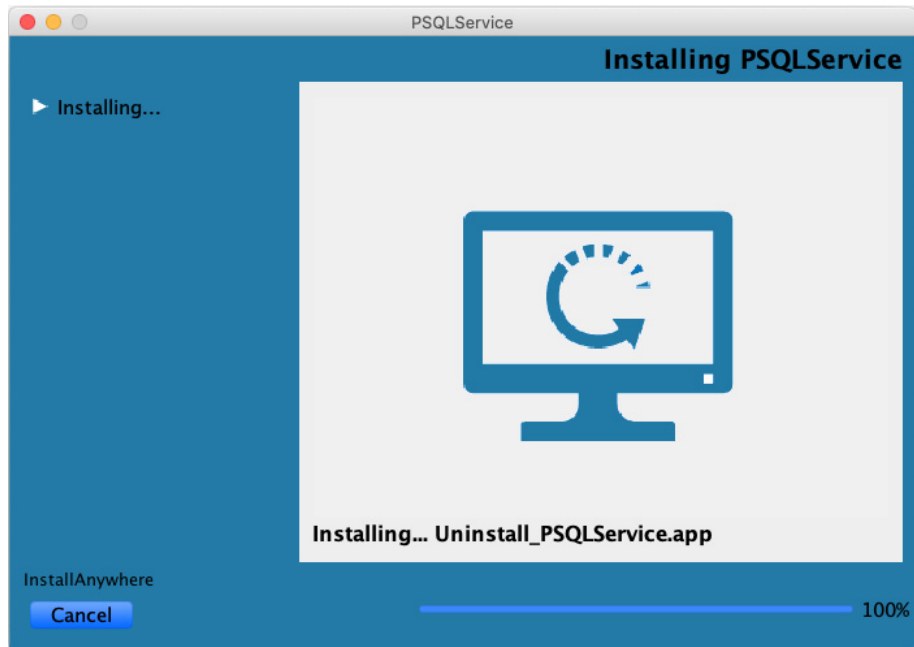 PSQLService
Installing PSQLService
Installing...
Installing... Uninstall_PSQLService.app
InstallAnywhere
Cancel
100%